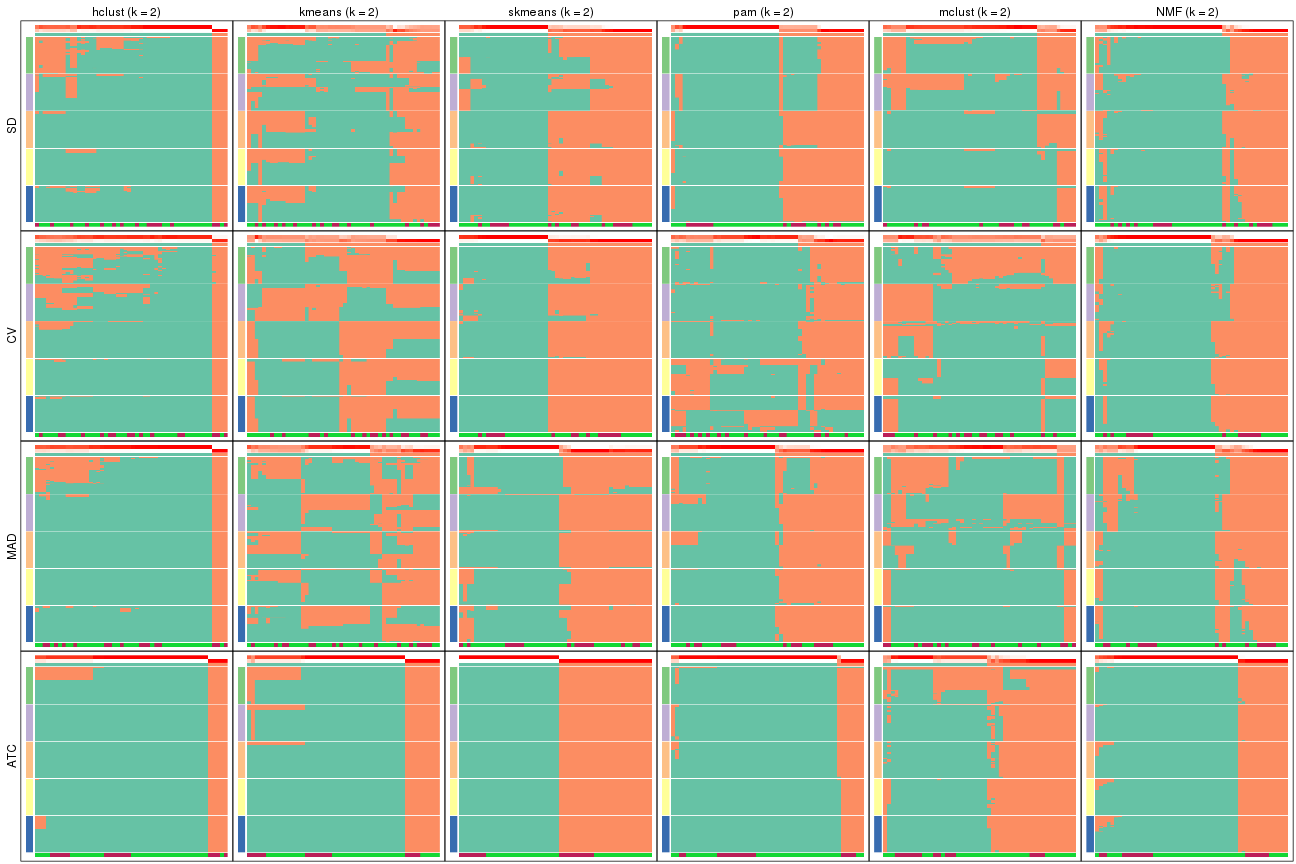 hclust (k = 2)
kmeans (k = 2)
skmeans (k = 2)
pam (k = 2)
mclust (k = 2)
NMF (k = 2)
SD
CV
MAD
ATC